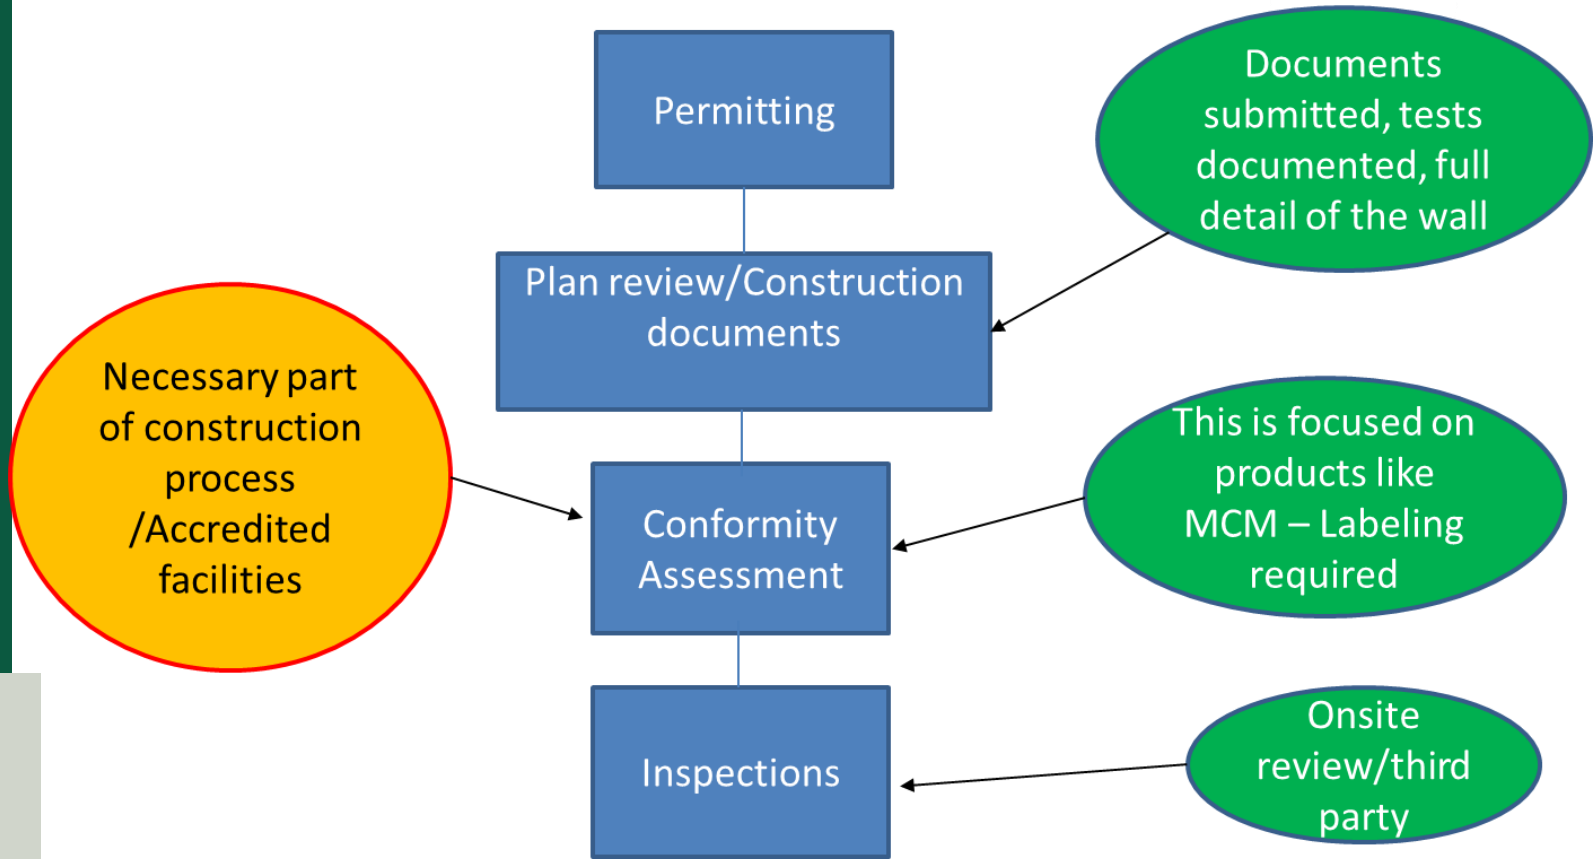 Permitting
Documents
submitted, tests
documented, full
detail of the wall
Plan review/Construction
documents
Necessary part
of construction
process
/Accredited
facilities
Conformity
Assessment
This is focused on
products like
MCM – Labeling
required
Inspections
Onsite
review/third
party